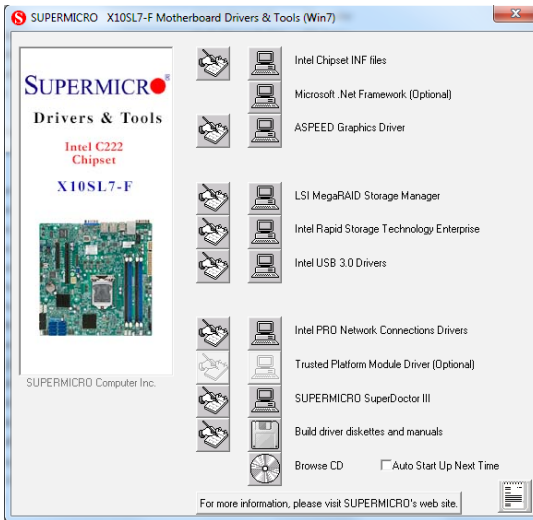 SUPERMICRO X10SL7-F Motherboard Drivers & Tools (Win7)
SUPERMICRO
Drivers & Tools
Intel C222
Chipset
X10SL7-F
SUPERMICRO Computer Inc.
Intel Chipset INF files
Microsoft .Net Framework (Optional)
ASPEED Graphics Driver
LSI MegaRAID Storage Manager
Intel Rapid Storage Technology Enterprise
Intel USB 3.0 Drivers
Intel PRO Network Connections Drivers
Trusted Platform Module Driver (Optional)
SUPERMICRO SuperDoctor III
Build driver diskettes and manuals
Browse CD
Auto Start Up Next Time
For more information, please visit SUPERMICRO's web site.